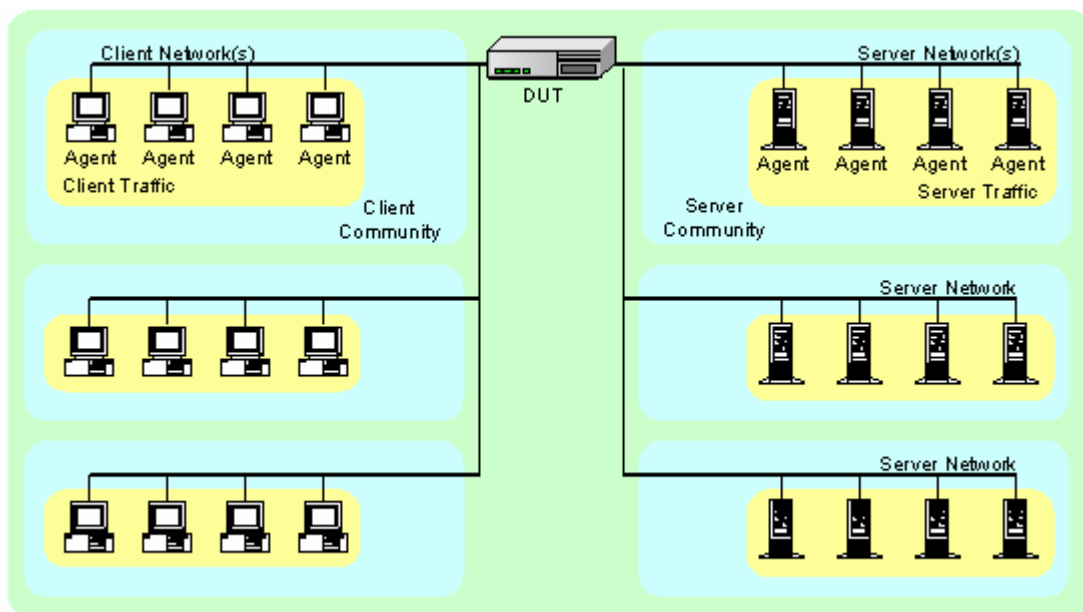 Client Network(s)
Server Network(s)
DUT
Agent Agent Agent Agent
Client Traffic
Client
Community
Agent Agent Agent Agent
Server Traffic
Server
Community
Server Network
Server Network